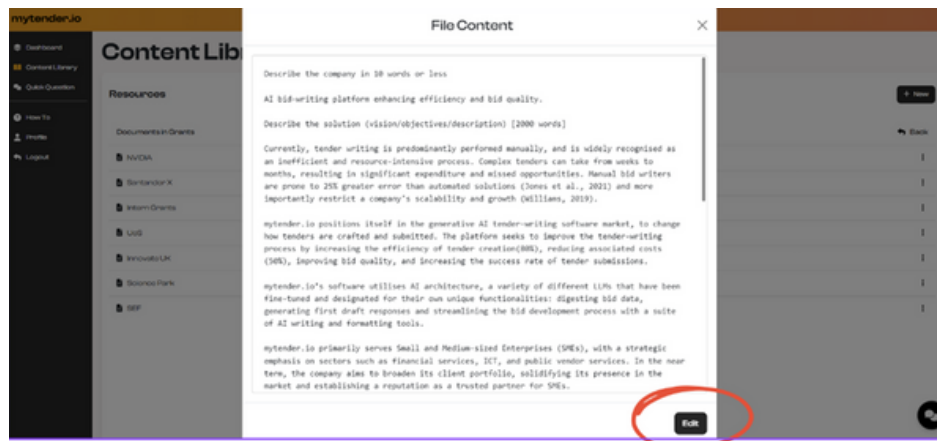 mytender.io
File Content
Dashboard
Content Library
Quick Question
How To
Profile
Logout
Content Lib
Resources
+ New
Documents in Grants
Back
NVIDIA
Santander X
Intern Grants
UoS
Innovate UK
Science Park
SBF
Describe the company in 10 words or less
AI bid-writing platform enhancing efficiency and bid quality.
Describe the solution (vision/objectives/description) [2000 words]
Currently, tender writing is predominantly performed manually, and is widely recognised as
an inefficient and resource-intensive process. Complex tenders can take from weeks to
months, resulting in significant expenditure and missed opportunities. Manual bid writers
are prone to 25% greater error than automated solutions (Jones et al., 2021) and more
importantly restrict a company's scalability and growth (Williams, 2019).
mytender.io positions itself in the generative AI tender-writing software market, to change
how tenders are crafted and submitted. The platform seeks to improve the tender-writing
process by increasing the efficiency of tender creation(80%), reducing associated costs
(50%), improving bid quality, and increasing the success rate of tender submissions.
mytender.io's software utilises AI architecture, a variety of different LLMs that have been
fine-tuned and designated for their own unique functionalities: digesting bid data,
generating first draft responses and streamlining the bid development process with a suite
of AI writing and formatting tools.
mytender.io primarily serves Small and Medium-sized Enterprises (SMEs), with a strategic
emphasis on sectors such as financial services, ICT, and public vendor services. In the near
term, the company aims to broaden its client portfolio, solidifying its presence in the
market and establishing a reputation as a trusted partner for SMEs.
Edit